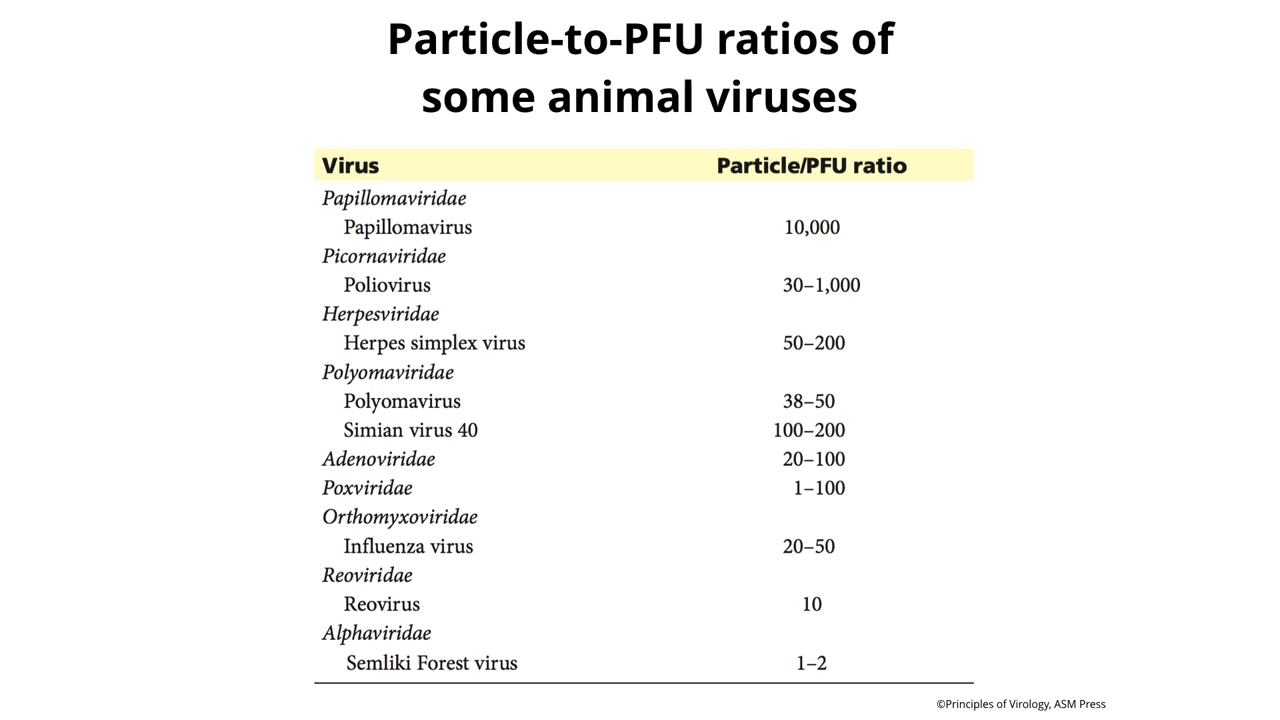 Particle-to-PFU ratios of
some animal viruses
Virus Particle/PFU ratio
Papillomaviridae
Papillomavirus 10,000
Picornaviridae
Poliovirus 30–1,000
Herpesviridae
Herpes simplex virus 50–200
Polyomaviridae
Polyomavirus 38–50
Simian virus 40 100–200
Adenoviridae 20–100
Poxviridae 1–100
Orthomyxoviridae
Influenza virus 20–50
Reoviridae
Reovirus 10
Alphaviridae
Semliki Forest virus 1–2
©Principles of Virology, ASM Press